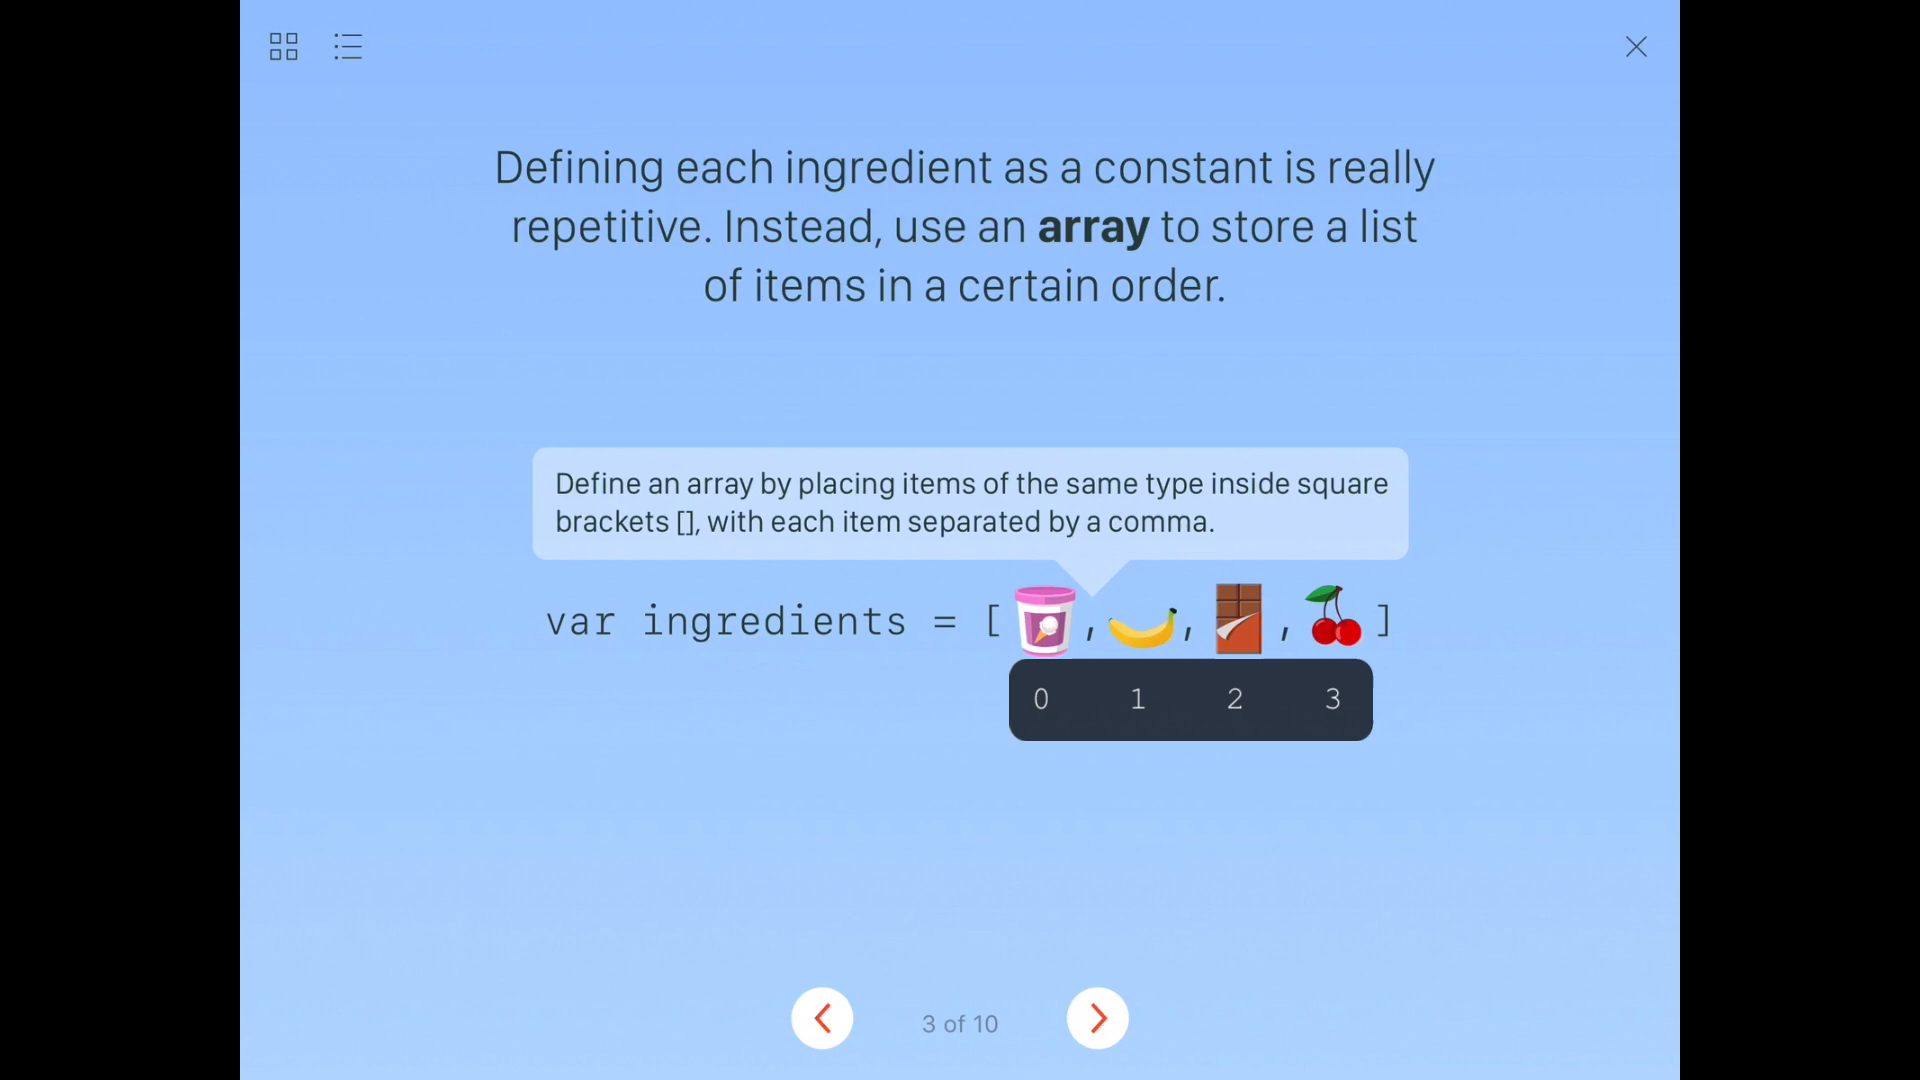 Defining each ingredient as a constant is really
repetitive. Instead, use an array to store a list
of items in a certain order.
Define an array by placing items of the same type inside square
brackets [], with each item separated by a comma.
var ingredients = [🍨,🍌,🍫,🍒]
0 1 2 3
3 of 10